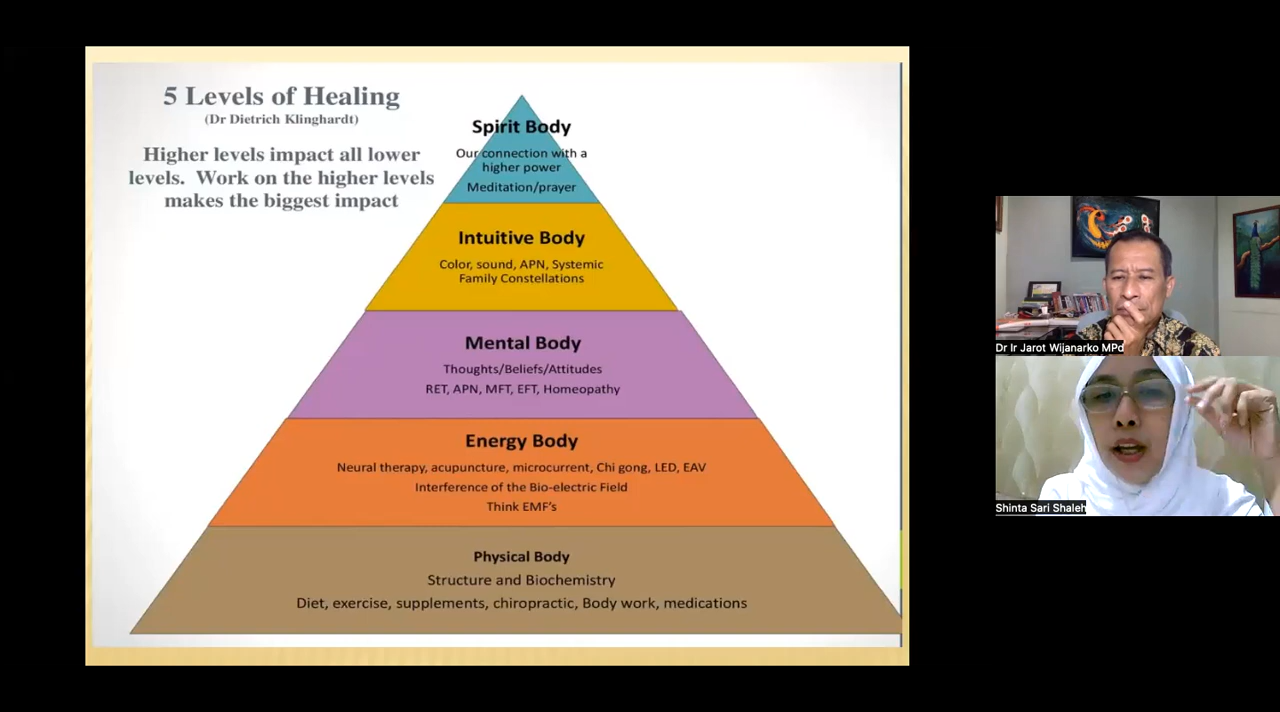 5 Levels of Healing
(Dr Dietrich Klinghardt)
Higher levels impact all lower
levels. Work on the higher levels
makes the biggest impact
Spirit Body
Our connection with a
higher power
Meditation/prayer
Intuitive Body
Color, sound, APN, Systemic
Family Constellations
Mental Body
Thoughts/Beliefs/Attitudes
RET, APN, MFT, EFT, Homeopathy
Energy Body
Neural therapy, acupuncture, microcurrent, Chi gong, LED, EAV
Interference of the Bio-electric Field
Think EMF's
Physical Body
Structure and Biochemistry
Diet, exercise, supplements, chiropractic, Body work, medications
Dr Ir Jarot Wijanarko MPd
Shinta Sari Shaleh